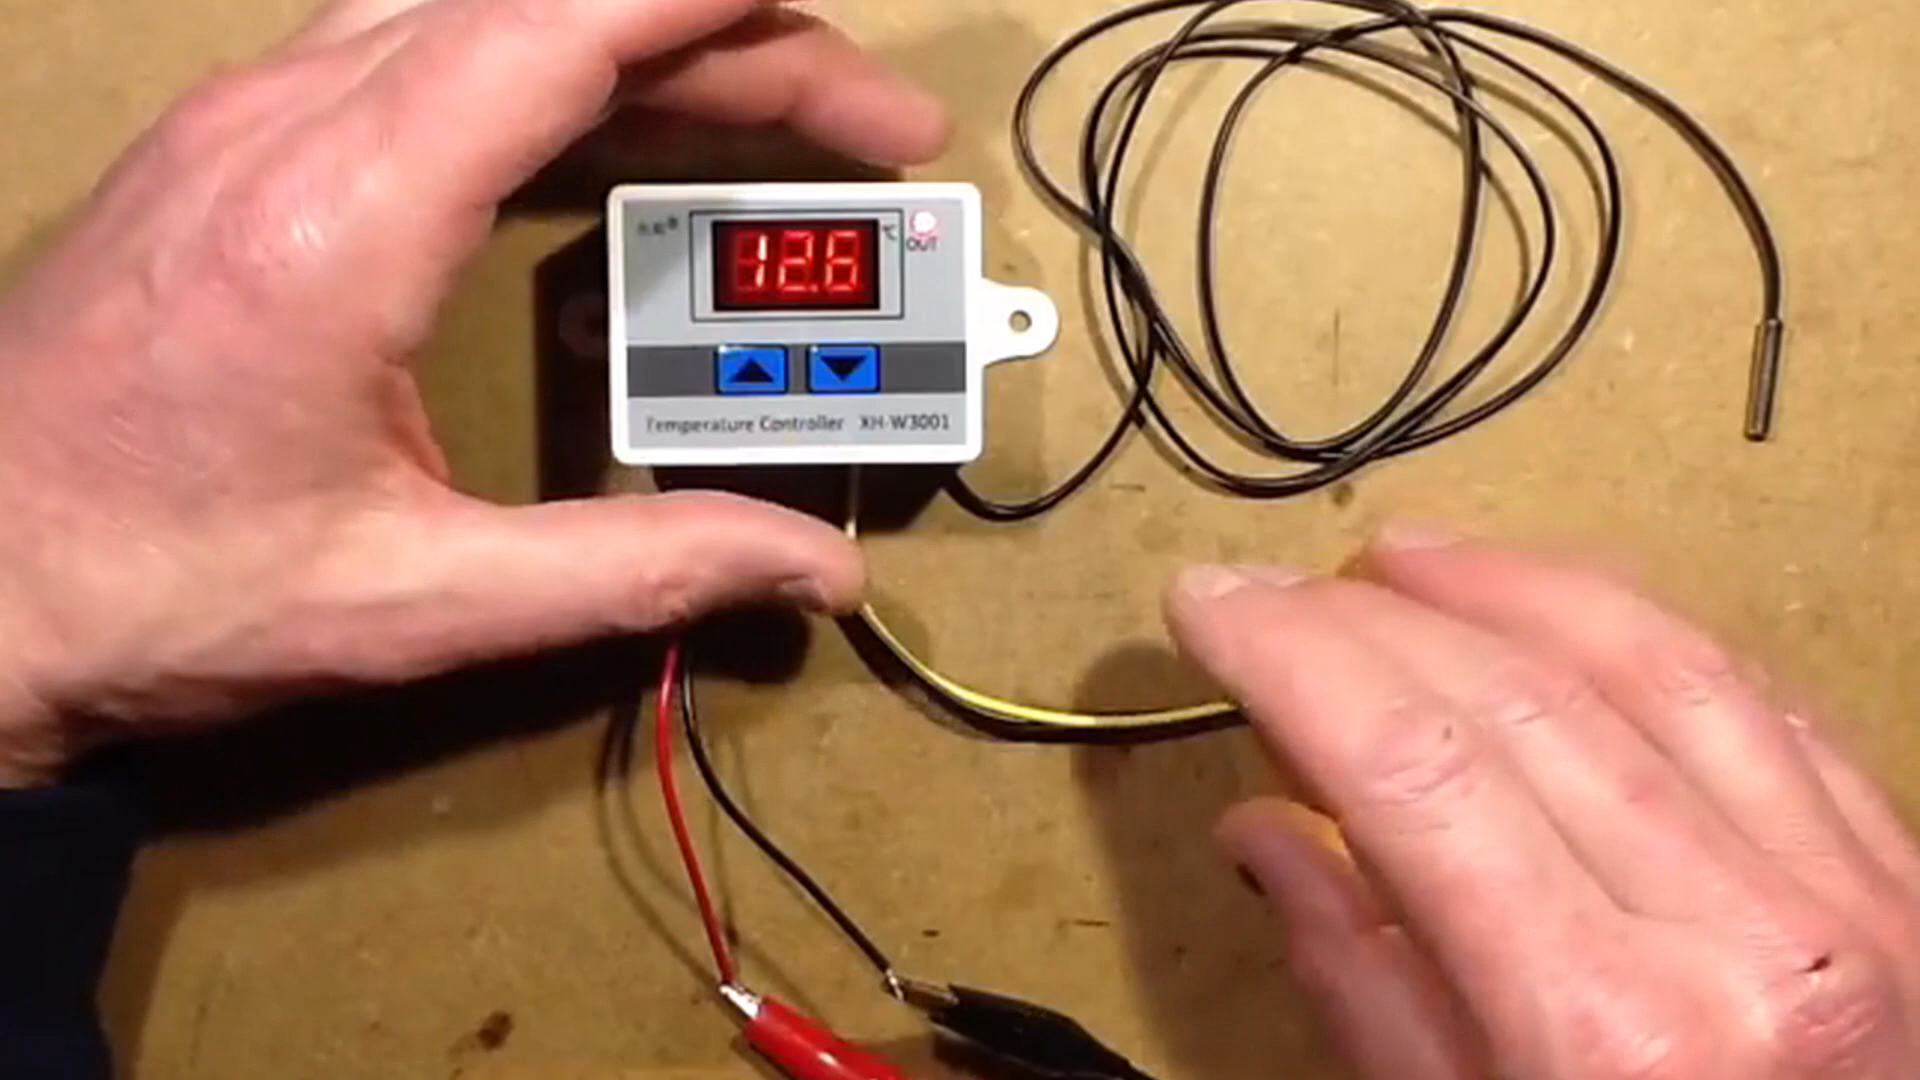 12.6
℃
OUT
Temperature Controller XH-W3001